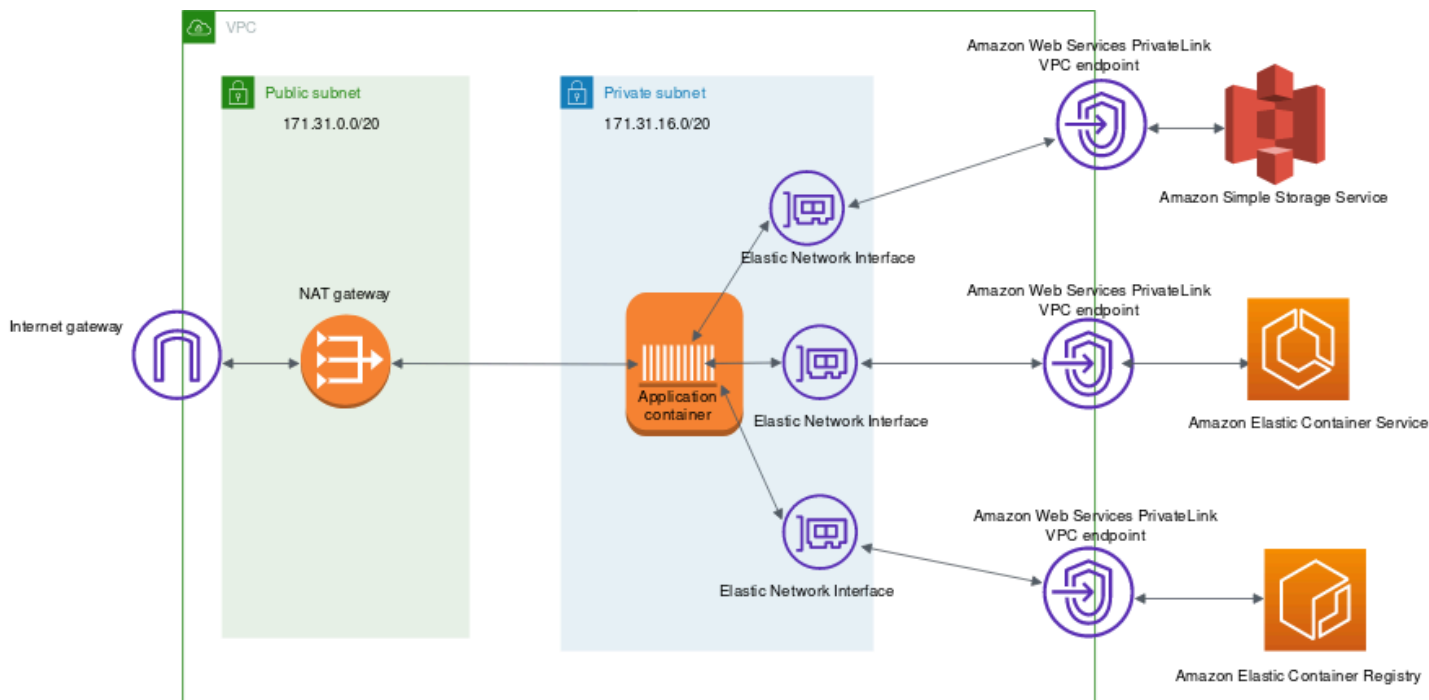 VPC
Public subnet
171.31.0.0/20
Private subnet
171.31.16.0/20
Amazon Web Services PrivateLink
VPC endpoint
Amazon Simple Storage Service
Elastic Network Interface
Internet gateway
NAT gateway
Application
container
Elastic Network Interface
Amazon Web Services PrivateLink
VPC endpoint
Amazon Elastic Container Service
Elastic Network Interface
Amazon Web Services PrivateLink
VPC endpoint
Amazon Elastic Container Registry